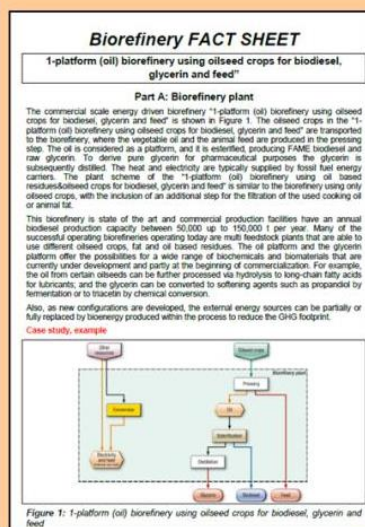 Biorefinery FACT SHEET
1-platform (oil) biorefinery using oilseed crops for biodiesel,
glycerin and feed"
Part A: Biorefinery plant
The commercial scale energy driven biorefinery "1-platform (oil) biorefinery using oilseed
crops for biodiesel, glycerin and feed" is shown in Figure 1. The oilseed crops in the "1-
platform (oil) biorefinery using oilseed crops for biodiesel, glycerin and feed" are transported
to the biorefinery, where the vegetable oil and the animal feed are produced in the pressing
step. The oil is considered as a platform, and it is esterified, producing FAME biodiesel and
raw glycerin. To derive pure glycerin for pharmaceutical purposes the glycerin is
subsequently distilled. The heat and electricity are typically supplied by fossil fuel energy
carriers. The plant scheme of the "1-platform (oil) biorefinery using oil based
residues&oilseed crops for biodiesel, glycerin and feed" is similar to the biorefinery using only
oilseed crops, with the inclusion of an additional step for the filtration of the used cooking oil
or animal fat.
This biorefinery is state of the art and commercial production facilities have an annual
biodiesel production capacity between 50,000 up to 150,000 t per year. Many of the
successful operating biorefineries operating today are multi feedstock plants that are able to
use different oilseed crops, fat and oil based residues. The oil platform and the glycerin
platform offer the possibilities for a wide range of biochemicals and biomaterials that are
currently under development and partly at the beginning of commercialization. For example,
the oil from certain oilseeds can be further processed via hydrolysis to long-chain fatty acids
for lubricants; and the glycerin can be converted to softening agents such as propandiol by
fermentation or to triacetin by chemical conversion.
Also, as new configurations are developed, the external energy sources can be partially or
fully replaced by bioenergy produced within the process to reduce the GHG footprint.
Case study, example
Oilseed crops
Biorefinery plant
Pressing
Conversion
Oil
Esterification
Electricity
and heat
Distillation
Glycerin
Biodiesel
Feed
Figure 1: 1-platform (oil) biorefinery using oilseed crops for biodiesel, glycerin and
feed